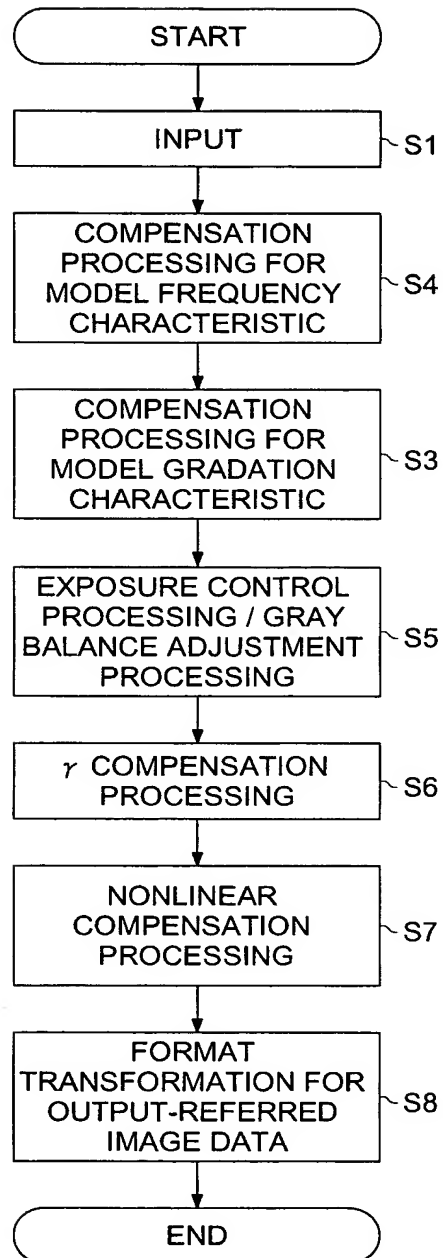 START
INPUT
S1
COMPENSATION
PROCESSING FOR
MODEL FREQUENCY
CHARACTERISTIC
S4
COMPENSATION
PROCESSING FOR
MODEL GRADATION
CHARACTERISTIC
S3
EXPOSURE CONTROL
PROCESSING / GRAY
BALANCE ADJUSTMENT
PROCESSING
S5
γ COMPENSATION
PROCESSING
S6
NONLINEAR
COMPENSATION
PROCESSING
S7
FORMAT
TRANSFORMATION FOR
OUTPUT-REFERRED
IMAGE DATA
S8
END